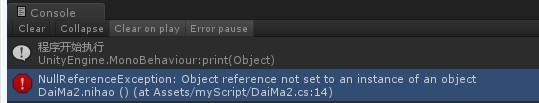 Console
Clear Collapse Clear on play Error pause
程序开始执行
UnityEngine.MonoBehaviour:print(Object)
NullReferenceException: Object reference not set to an instance of an object
DaiMa2.nihao () (at Assets/myScript/DaiMa2.cs:14)